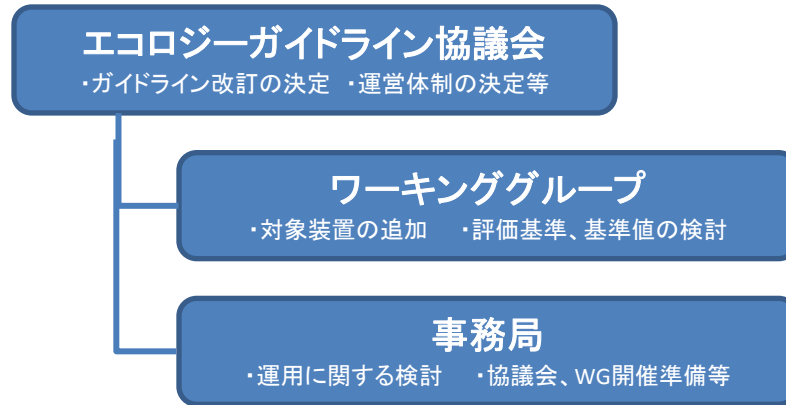 エコロジーガイドライン協議会
・ガイドライン改訂の決定 ・運営体制の決定等
ワーキンググループ
・対象装置の追加 ・評価基準、基準値の検討
事務局
・運用に関する検討 ・協議会、WG開催準備等